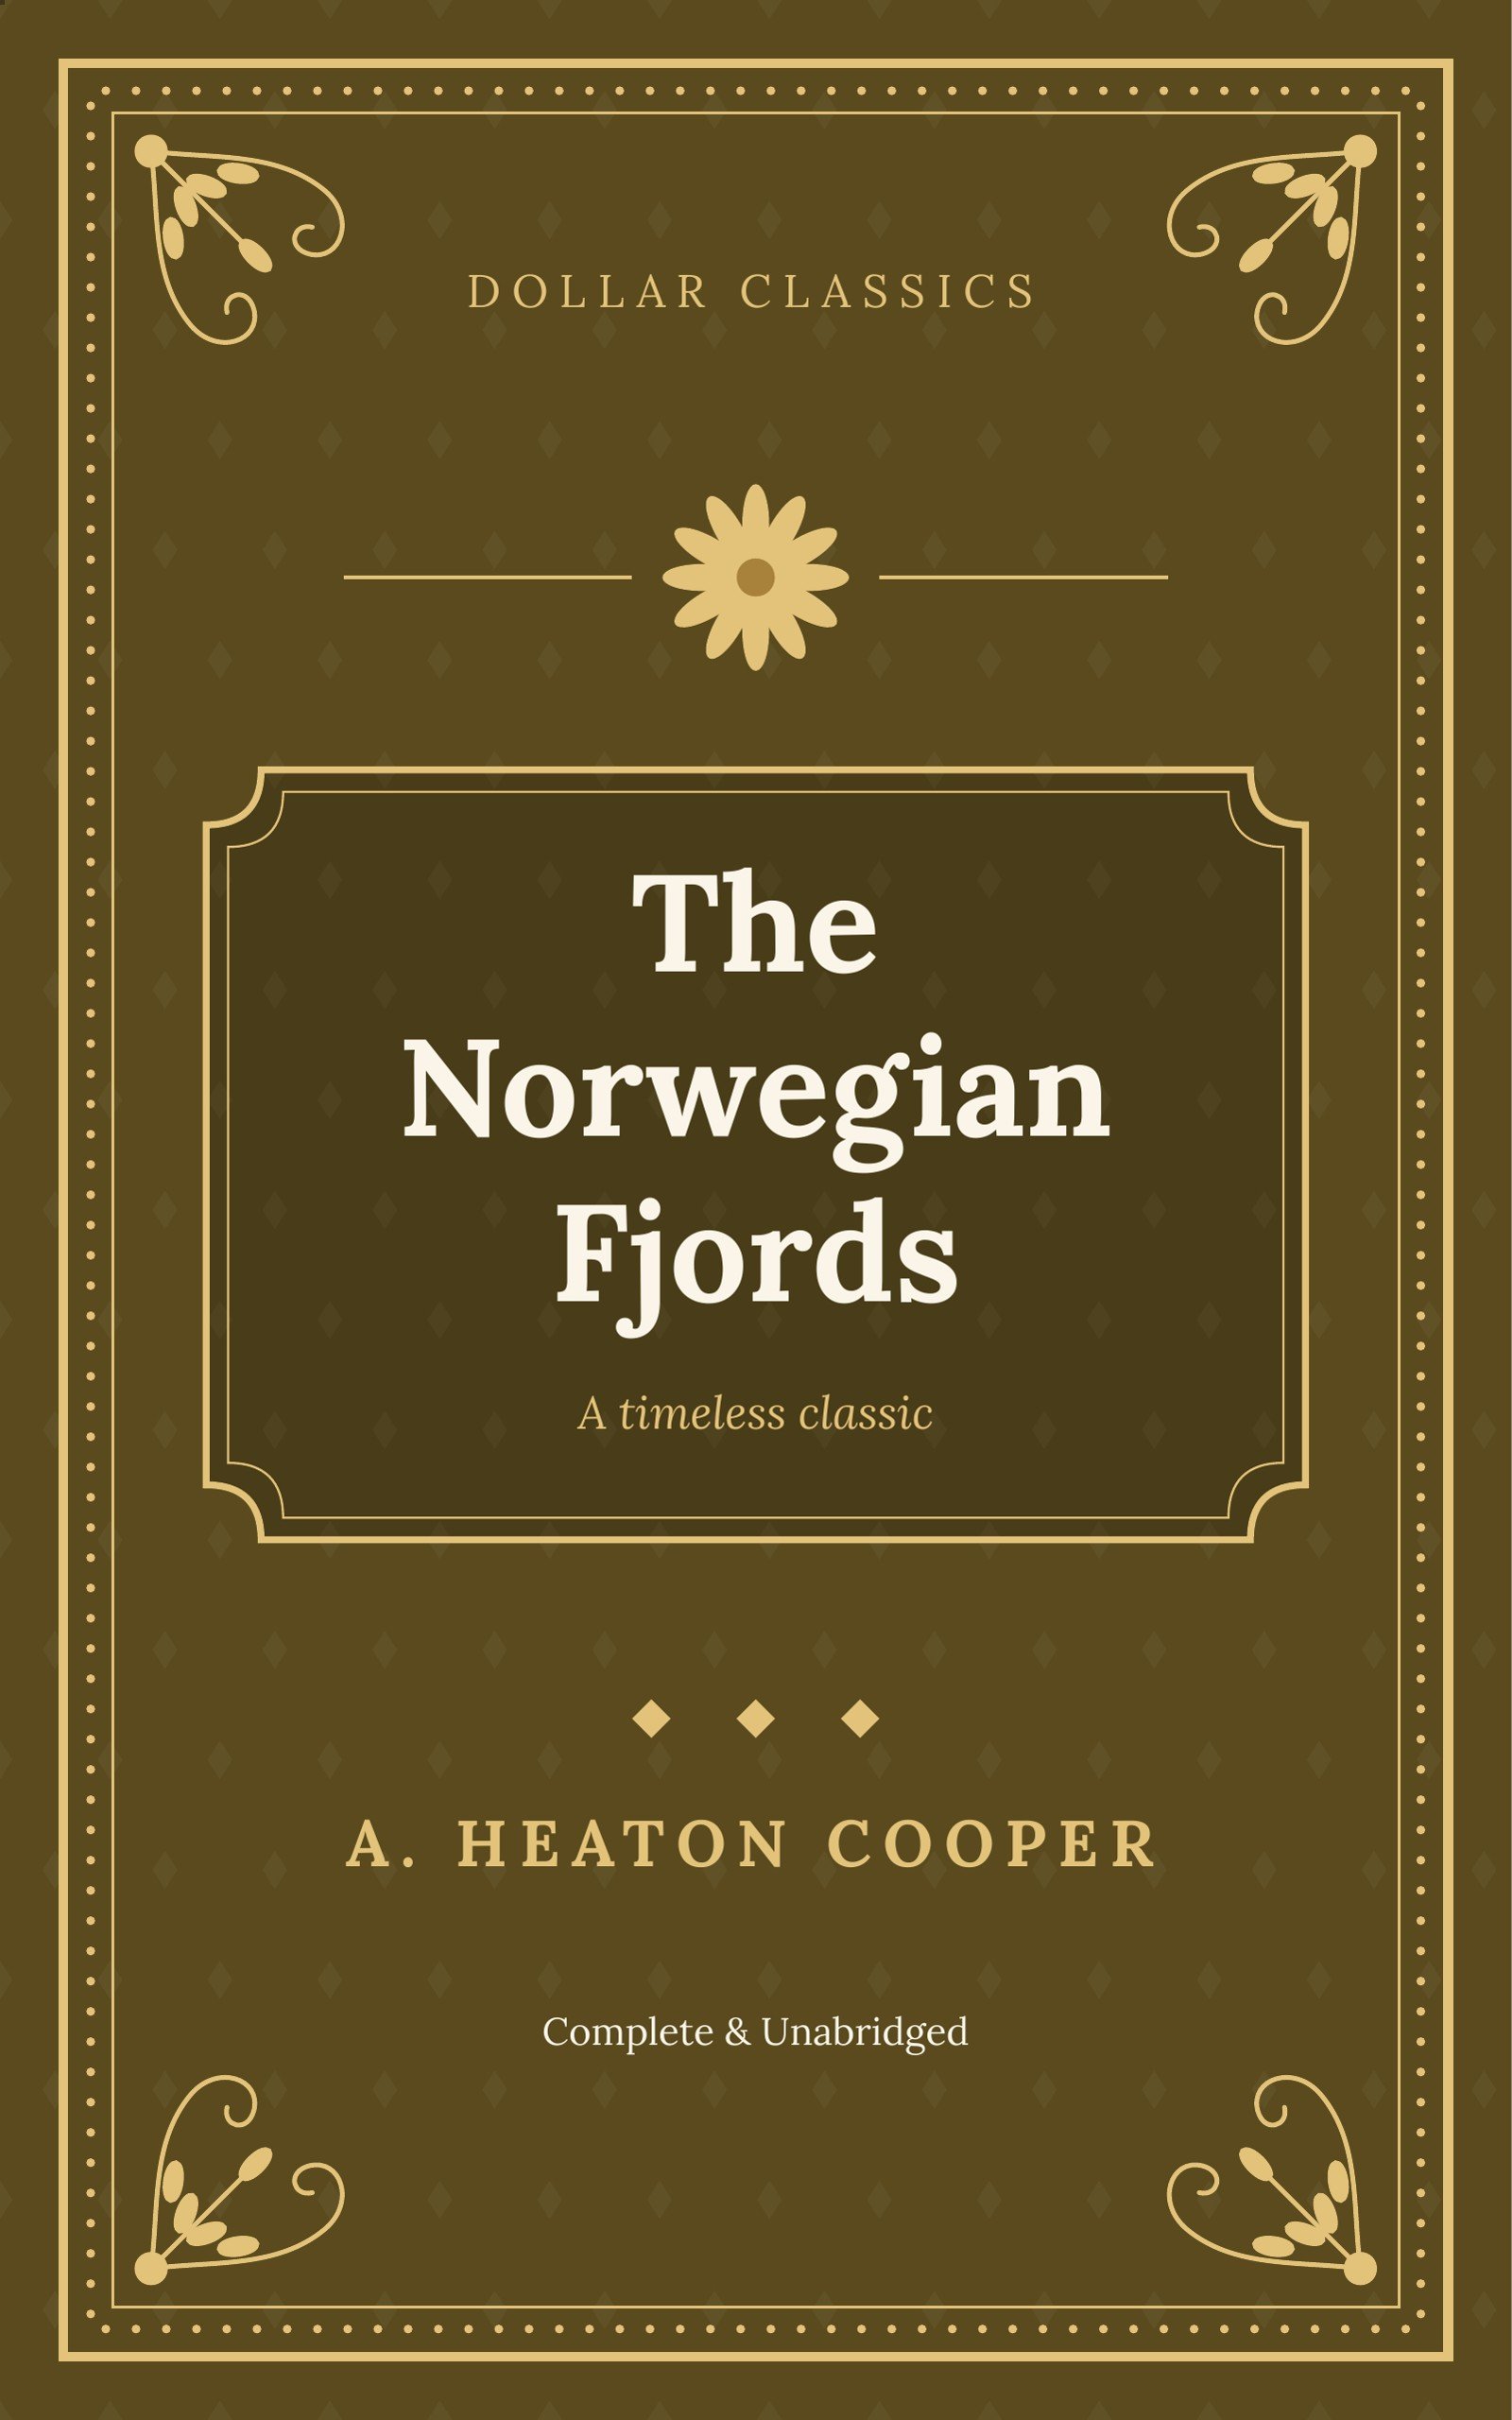 DOLLAR CLASSICS
The
Norwegian
Fjords
A timeless classic
A. HEATON COOPER
Complete & Unabridged